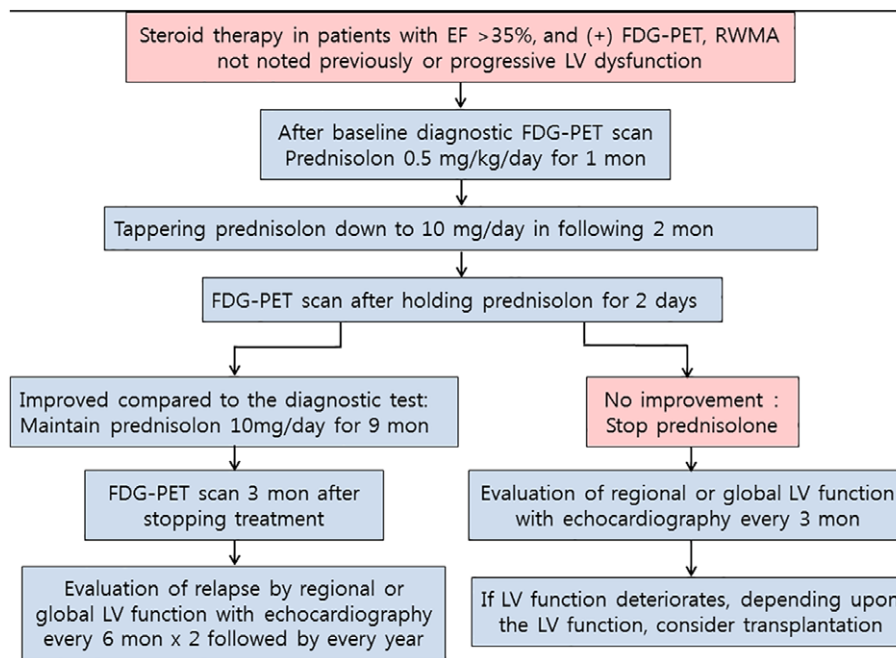 Steroid therapy in patients with EF >35%, and (+) FDG-PET, RWMA
not noted previously or progressive LV dysfunction
After baseline diagnostic FDG-PET scan
Prednisolon 0.5 mg/kg/day for 1 mon
Tappering prednisolon down to 10 mg/day in following 2 mon
FDG-PET scan after holding prednisolon for 2 days
Improved compared to the diagnostic test:
Maintain prednisolon 10mg/day for 9 mon
No improvement :
Stop prednisolone
FDG-PET scan 3 mon after
stopping treatment
Evaluation of regional or global LV function
with echocardiography every 3 mon
Evaluation of relapse by regional or
global LV function with echocardiography
every 6 mon x 2 followed by every year
If LV function deteriorates, depending upon
the LV function, consider transplantation